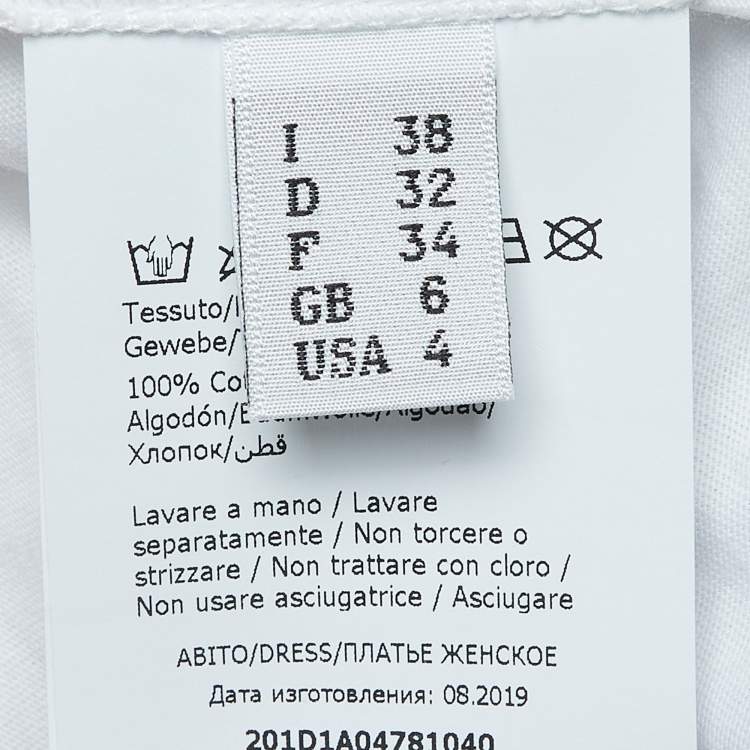 I 38
D 32
F 34
GB 6
USA 4
Tessuto/
Gewebe/
100%
Algodón/
Хлопок/قطن
Lavare a mano / Lavare
separatamente / Non torcere o
strizzare / Non trattare con cloro /
Non usare asciugatrice / Asciugare
ABITO/DRESS/ПЛАТЬЕ ЖЕНСКОЕ
Дата изготовления: 08.2019
201D1A04781040